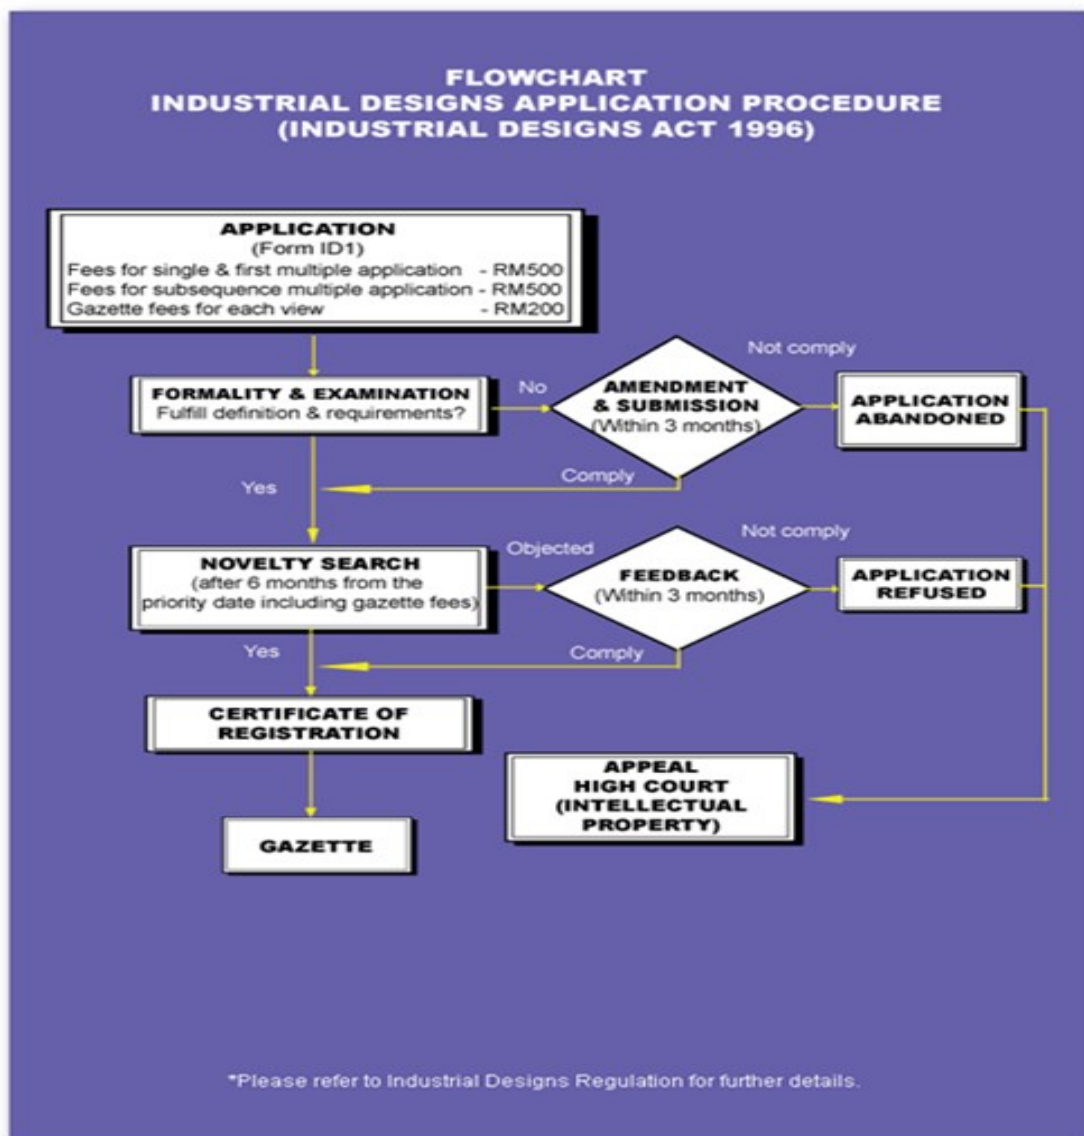 FLOWCHART
INDUSTRIAL DESIGNS APPLICATION PROCEDURE
(INDUSTRIAL DESIGNS ACT 1996)
APPLICATION
(Form ID1)
Fees for single & first multiple application - RM500
Fees for subsequence multiple application - RM500
Gazette fees for each view - RM200
FORMALITY & EXAMINATION
Fulfill definition & requirements?
No
AMENDMENT
& SUBMISSION
(Within 3 months)
Not comply
APPLICATION
ABANDONED
Comply
Yes
NOVELTY SEARCH
(after 6 months from the
priority date including gazette fees)
Objected
FEEDBACK
(Within 3 months)
Not comply
APPLICATION
REFUSED
Comply
Yes
CERTIFICATE OF
REGISTRATION
APPEAL
HIGH COURT
(INTELLECTUAL
PROPERTY)
GAZETTE
*Please refer to Industrial Designs Regulation for further details.